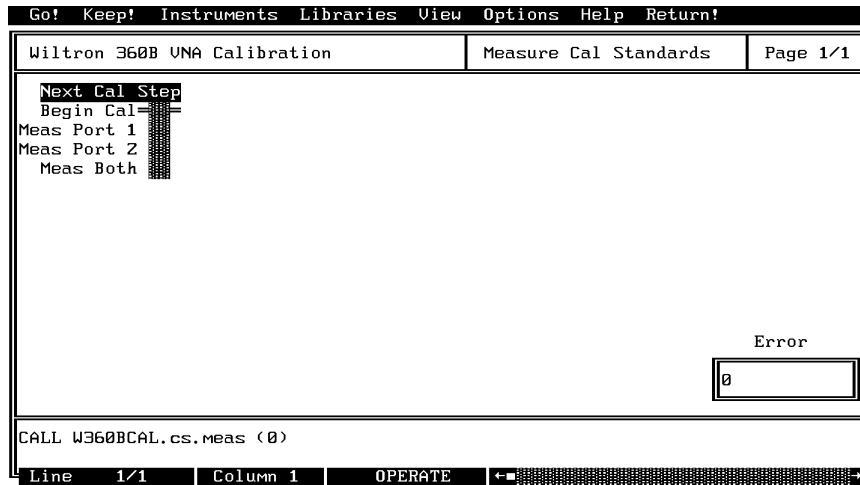 Go! Keep! Instruments Libraries View Options Help Return!
Wiltron 360B VNA Calibration Measure Cal Standards Page 1/1
Next Cal Step
Begin Cal
Meas Port 1
Meas Port 2
Meas Both
Error
0
CALL W360BCAL.cs.meas (0)
Line 1/1 Column 1 OPERATE